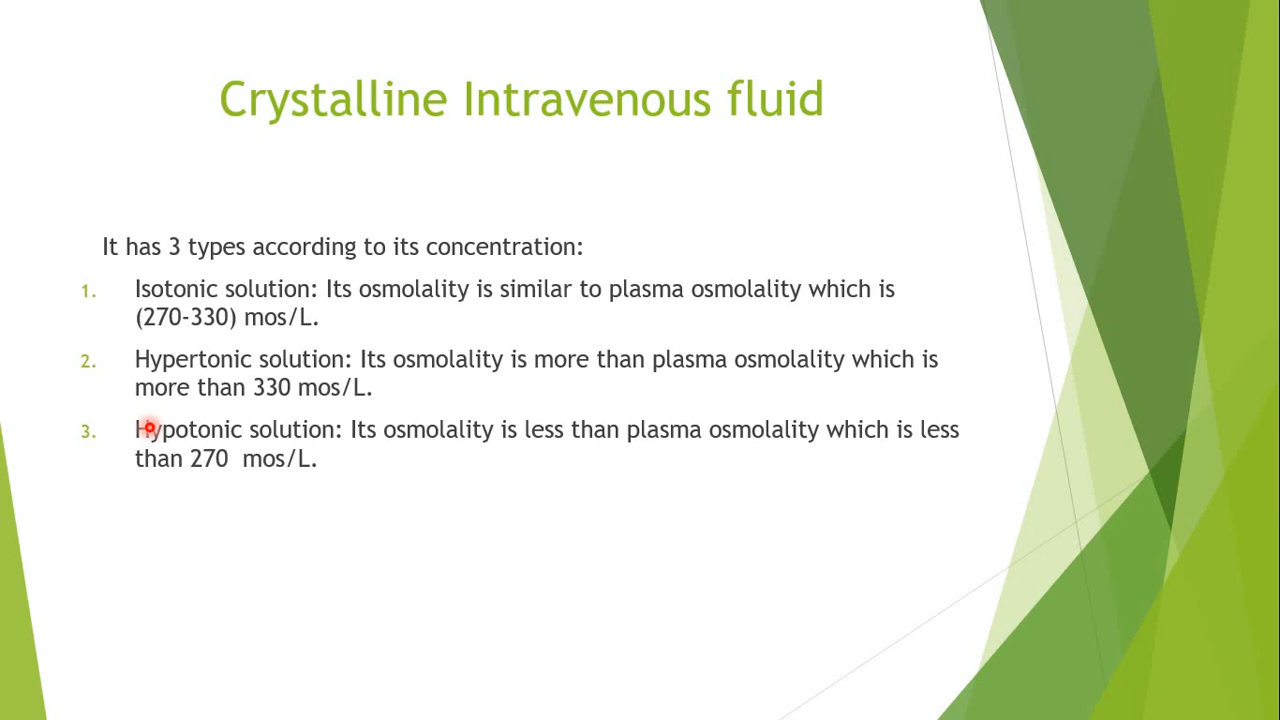 Crystalline Intravenous fluid
It has 3 types according to its concentration:
1. Isotonic solution: Its osmolality is similar to plasma osmolality which is
(270-330) mos/L.
2. Hypertonic solution: Its osmolality is more than plasma osmolality which is
more than 330 mos/L.
3. Hypotonic solution: Its osmolality is less than plasma osmolality which is less
than 270  mos/L.